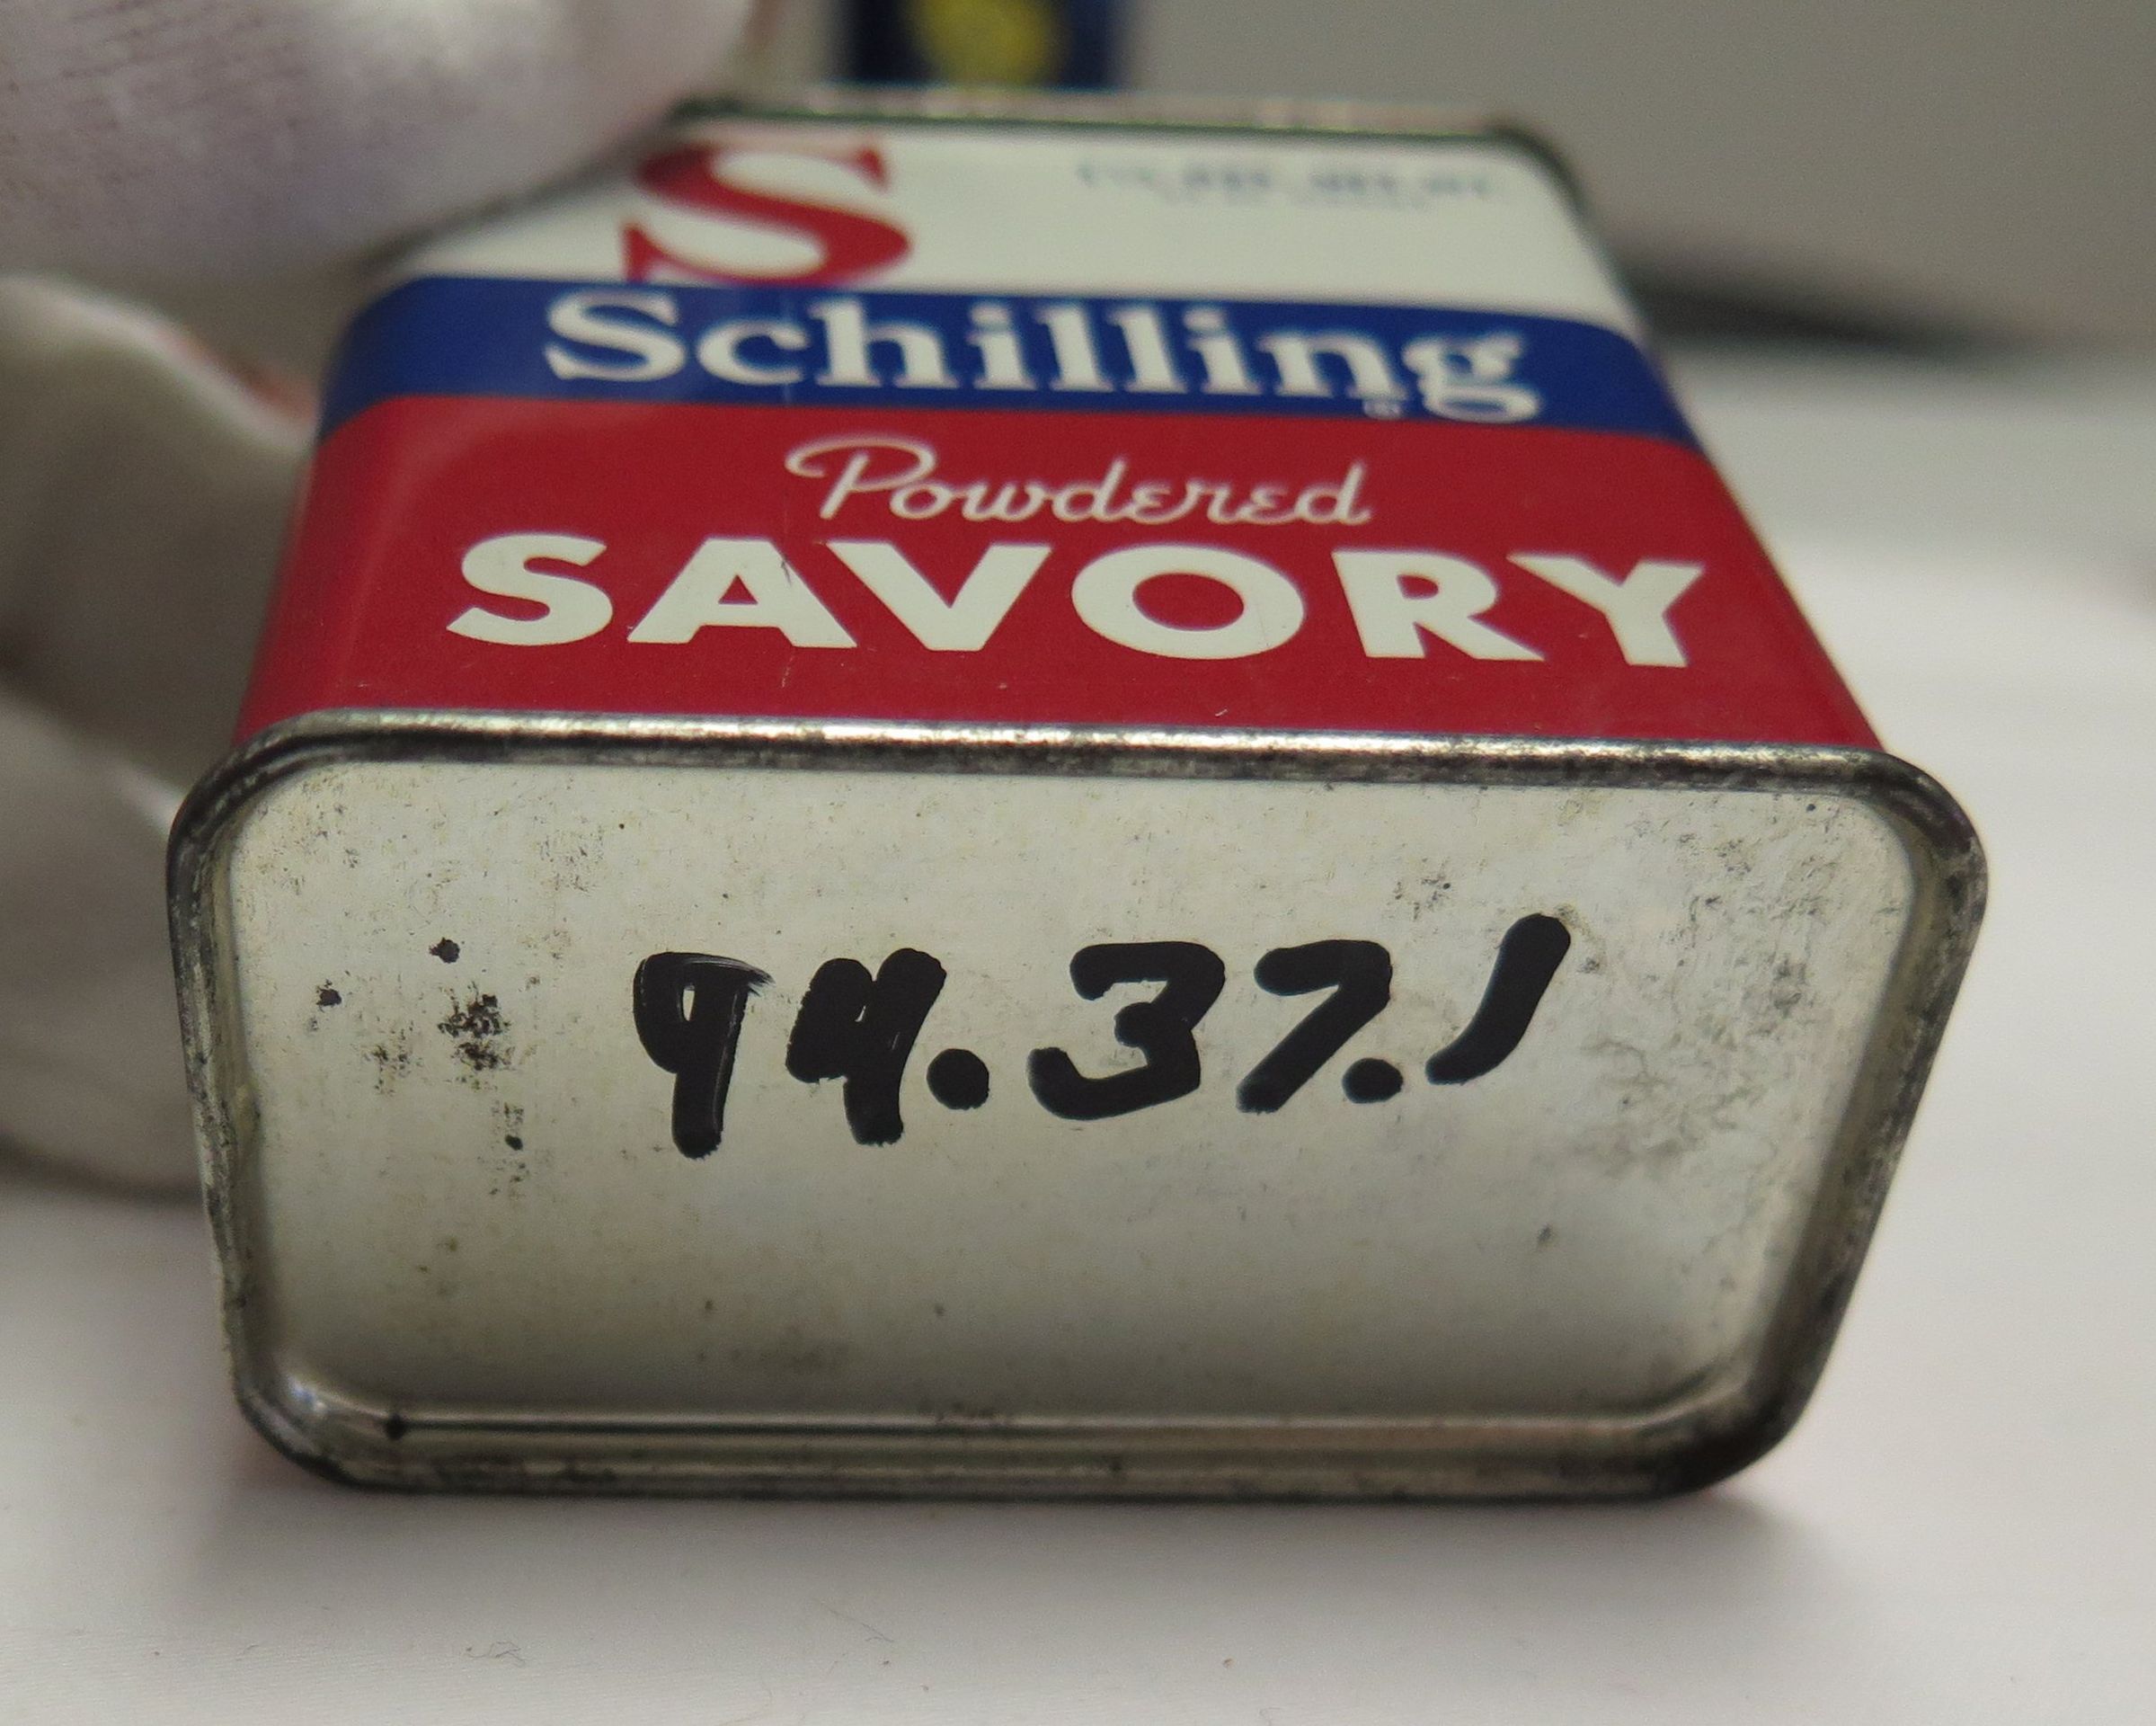 S
Schilling
Powdered
SAVORY
94.37.1